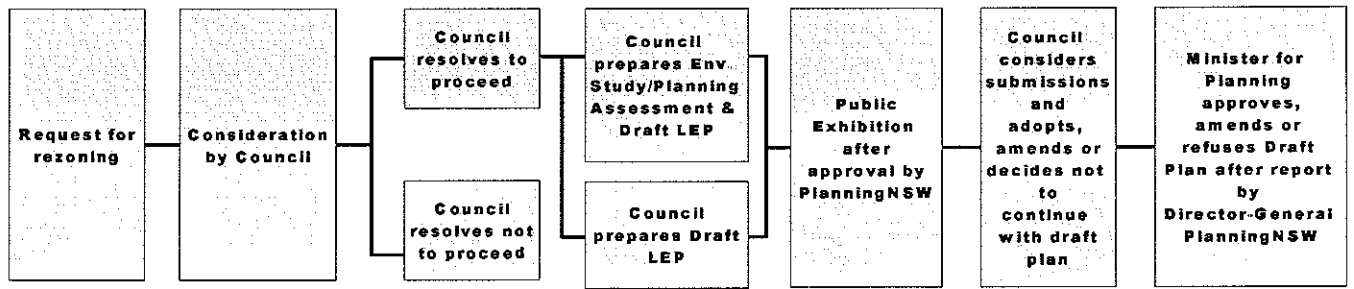 Request for
rezoning
Consideration
by Council
Council
resolves to
proceed
Council
resolves not
to proceed
Council
prepares Env.
Study/Planning
Assessment &
Draft LEP
Council
prepares Draft
LEP
Public
Exhibition
after
approval by
PlanningNSW
Council
considers
submissions
and
adopts,
amends or
decides not
to
continue
with draft
plan
Minister for
Planning
approves,
amends or
refuses Draft
Plan after report
by
Director-General
PlanningNSW